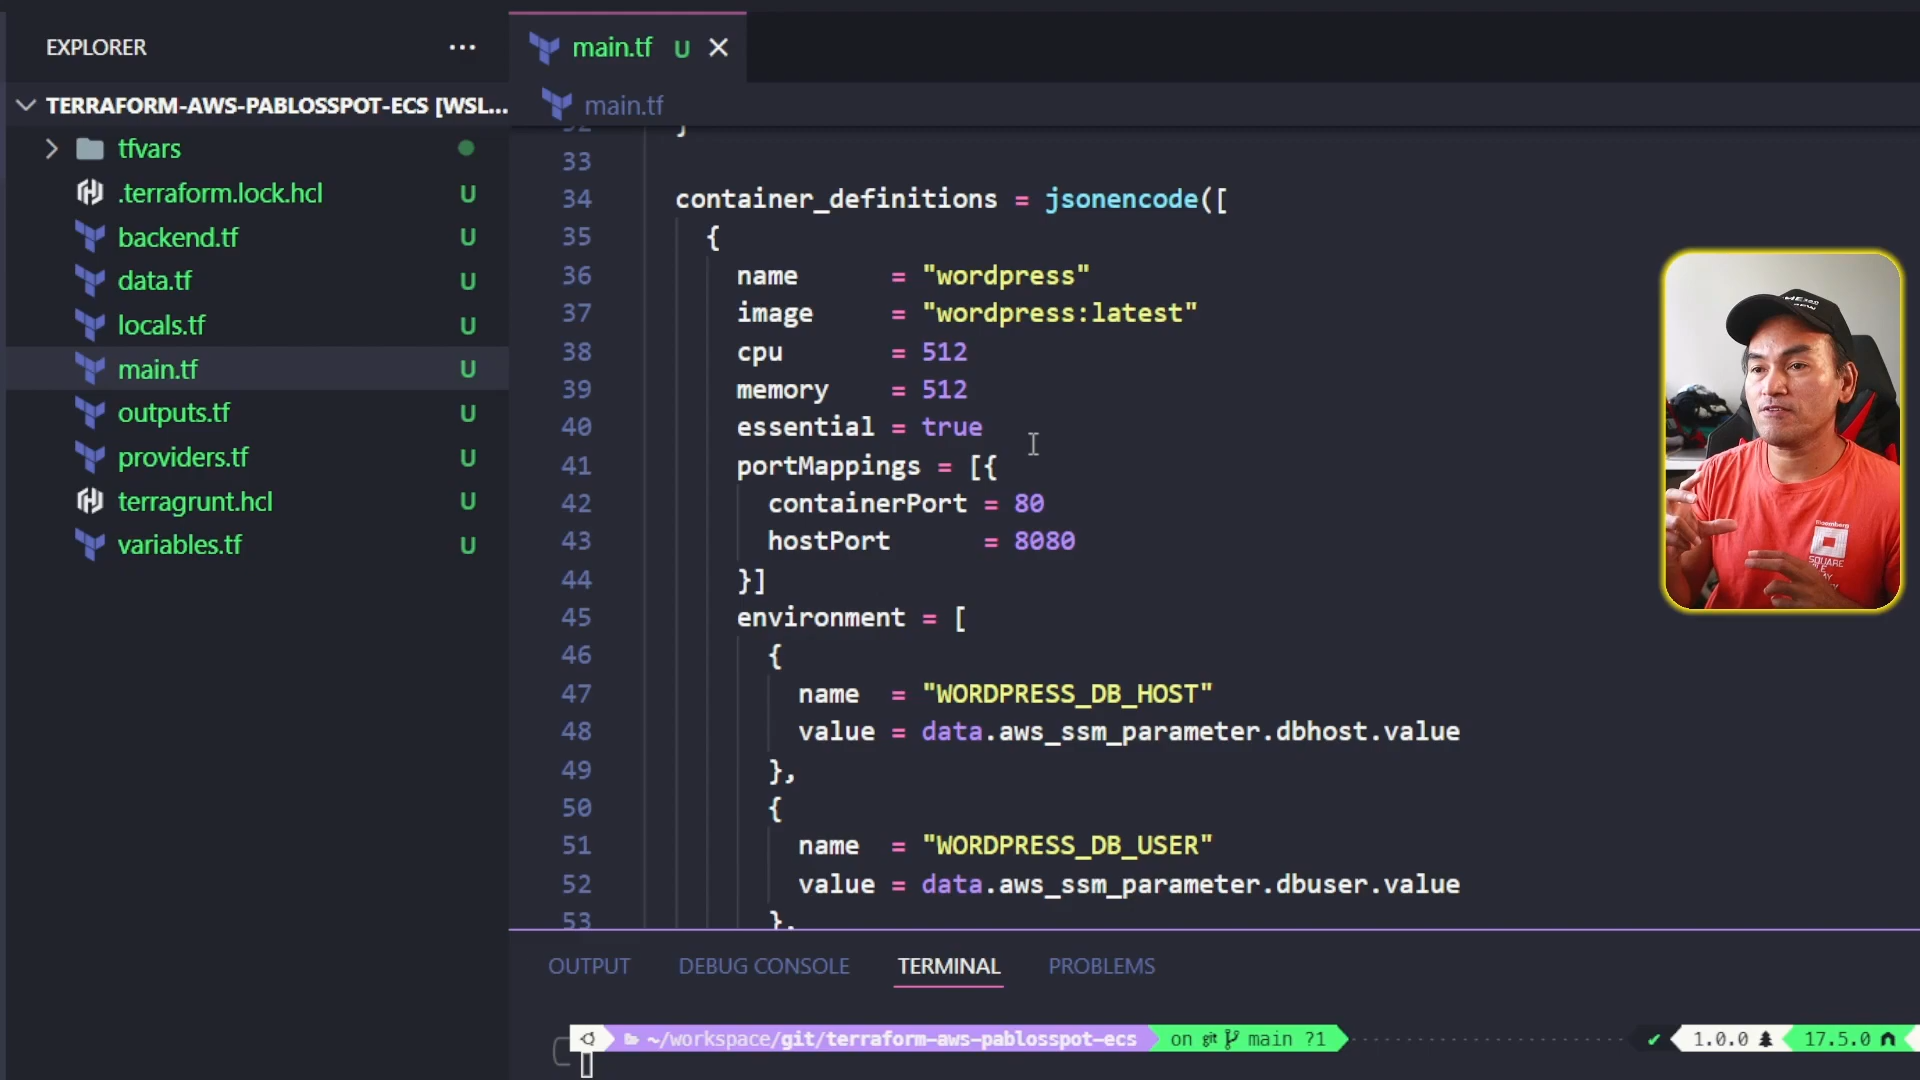 EXPLORER
TERRAFORM-AWS-PABLOSSPOT-ECS [WSL...
tfvars
.terraform.lock.hcl U
backend.tf U
data.tf U
locals.tf U
main.tf U
outputs.tf U
providers.tf U
terragrunt.hcl U
variables.tf U
main.tf U
main.tf
32 }
33
34 container_definitions = jsonencode([
35 {
36 name = "wordpress"
37 image = "wordpress:latest"
38 cpu = 512
39 memory = 512
40 essential = true
41 portMappings = [{
42 containerPort = 80
43 hostPort = 8080
44 }]
45 environment = [
46 {
47 name = "WORDPRESS_DB_HOST"
48 value = data.aws_ssm_parameter.dbhost.value
49 },
50 {
51 name = "WORDPRESS_DB_USER"
52 value = data.aws_ssm_parameter.dbuser.value
53 },
OUTPUT DEBUG CONSOLE TERMINAL PROBLEMS
~/workspace/git/terraform-aws-pablosspot-ecs on git main ?1 1.0.0 17.5.0
Bloomberg
SQUARE